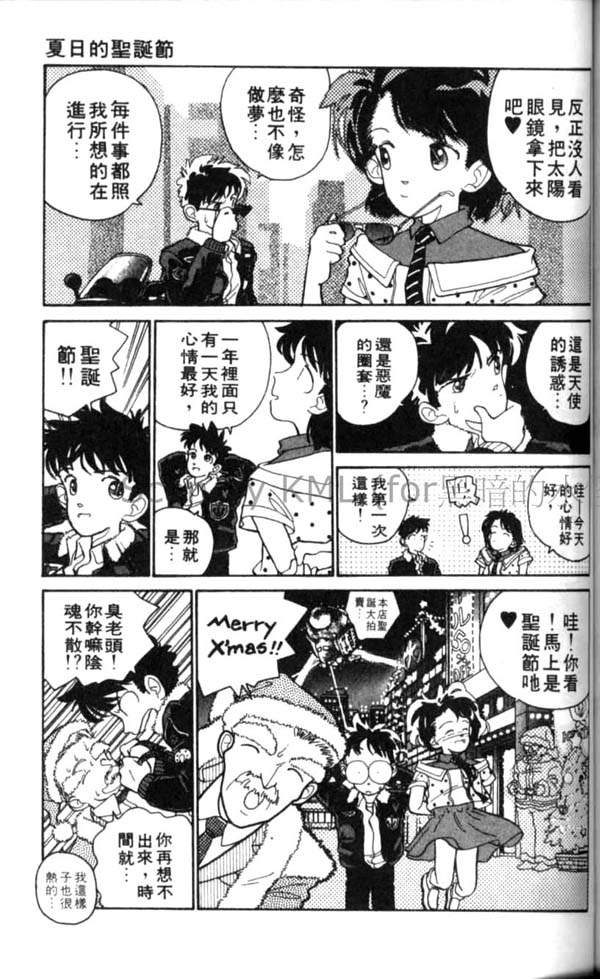 夏日的聖誕節
反正沒人看
見，把太陽
眼鏡拿下來
吧♥
奇怪，怎
麼也不像
做夢…
每件事都照
我所想的在
進行…
這是天使
的誘惑…
還是惡魔
的圈套…？
哇—今天
的心情好
好，
嗯！
我第一次
這樣！
一年裡面只
有一天我的
心情最好，
那就
是…
聖誕
節!!
哇！你看
！馬上是
聖誕節吔
♥
本店聖
誕大拍
賣…
Merry
X'mas!!
臭老頭！
你幹嘛陰
魂不散!?
你再想不
出來，時
間就…
我這樣
子也很
熱的…